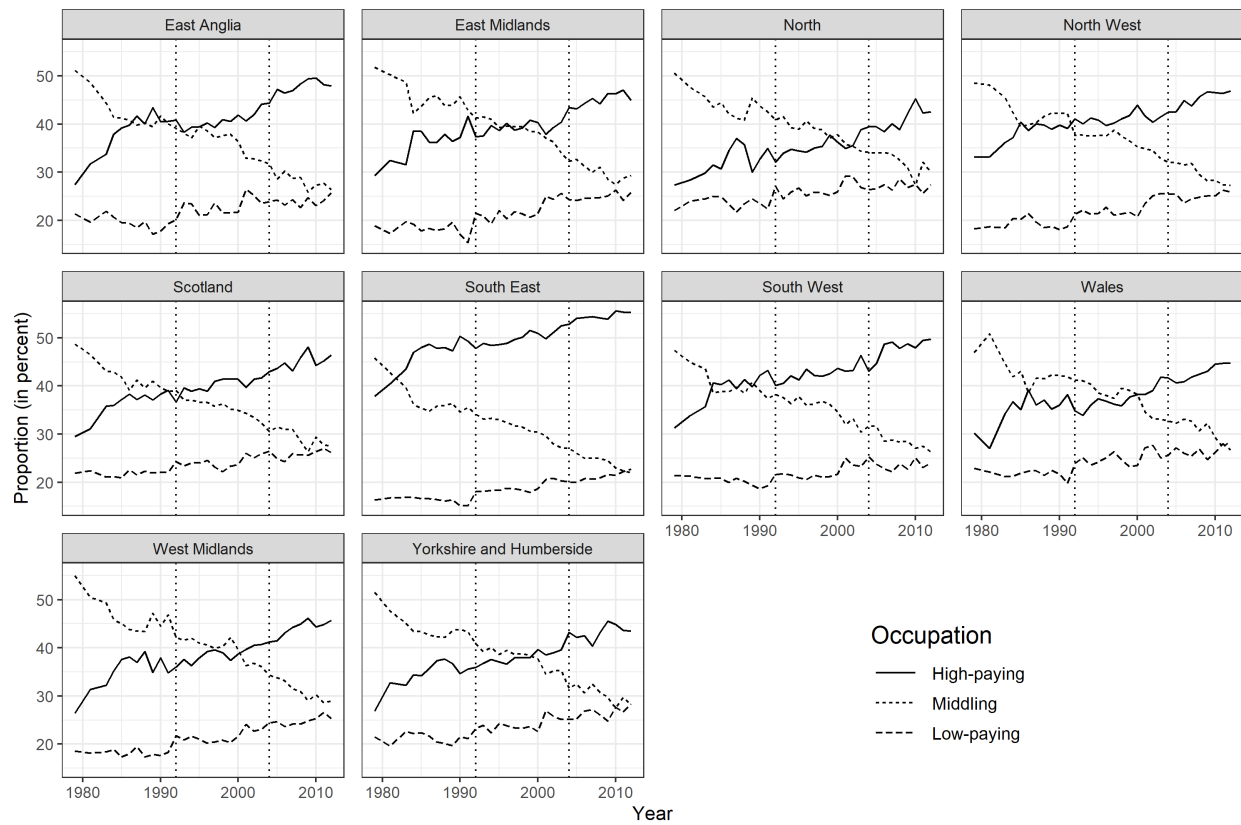 East Anglia
East Midlands
North
North West
50
40
30
20
Scotland
South East
South West
Wales
50
40
30
20
1980 1990 2000 2010
1980 1990 2000 2010
West Midlands
Yorkshire and Humberside
50
40
30
20
1980 1990 2000 2010
1980 1990 2000 2010
Proportion (in percent)
Year
Occupation
High-paying
Middling
Low-paying